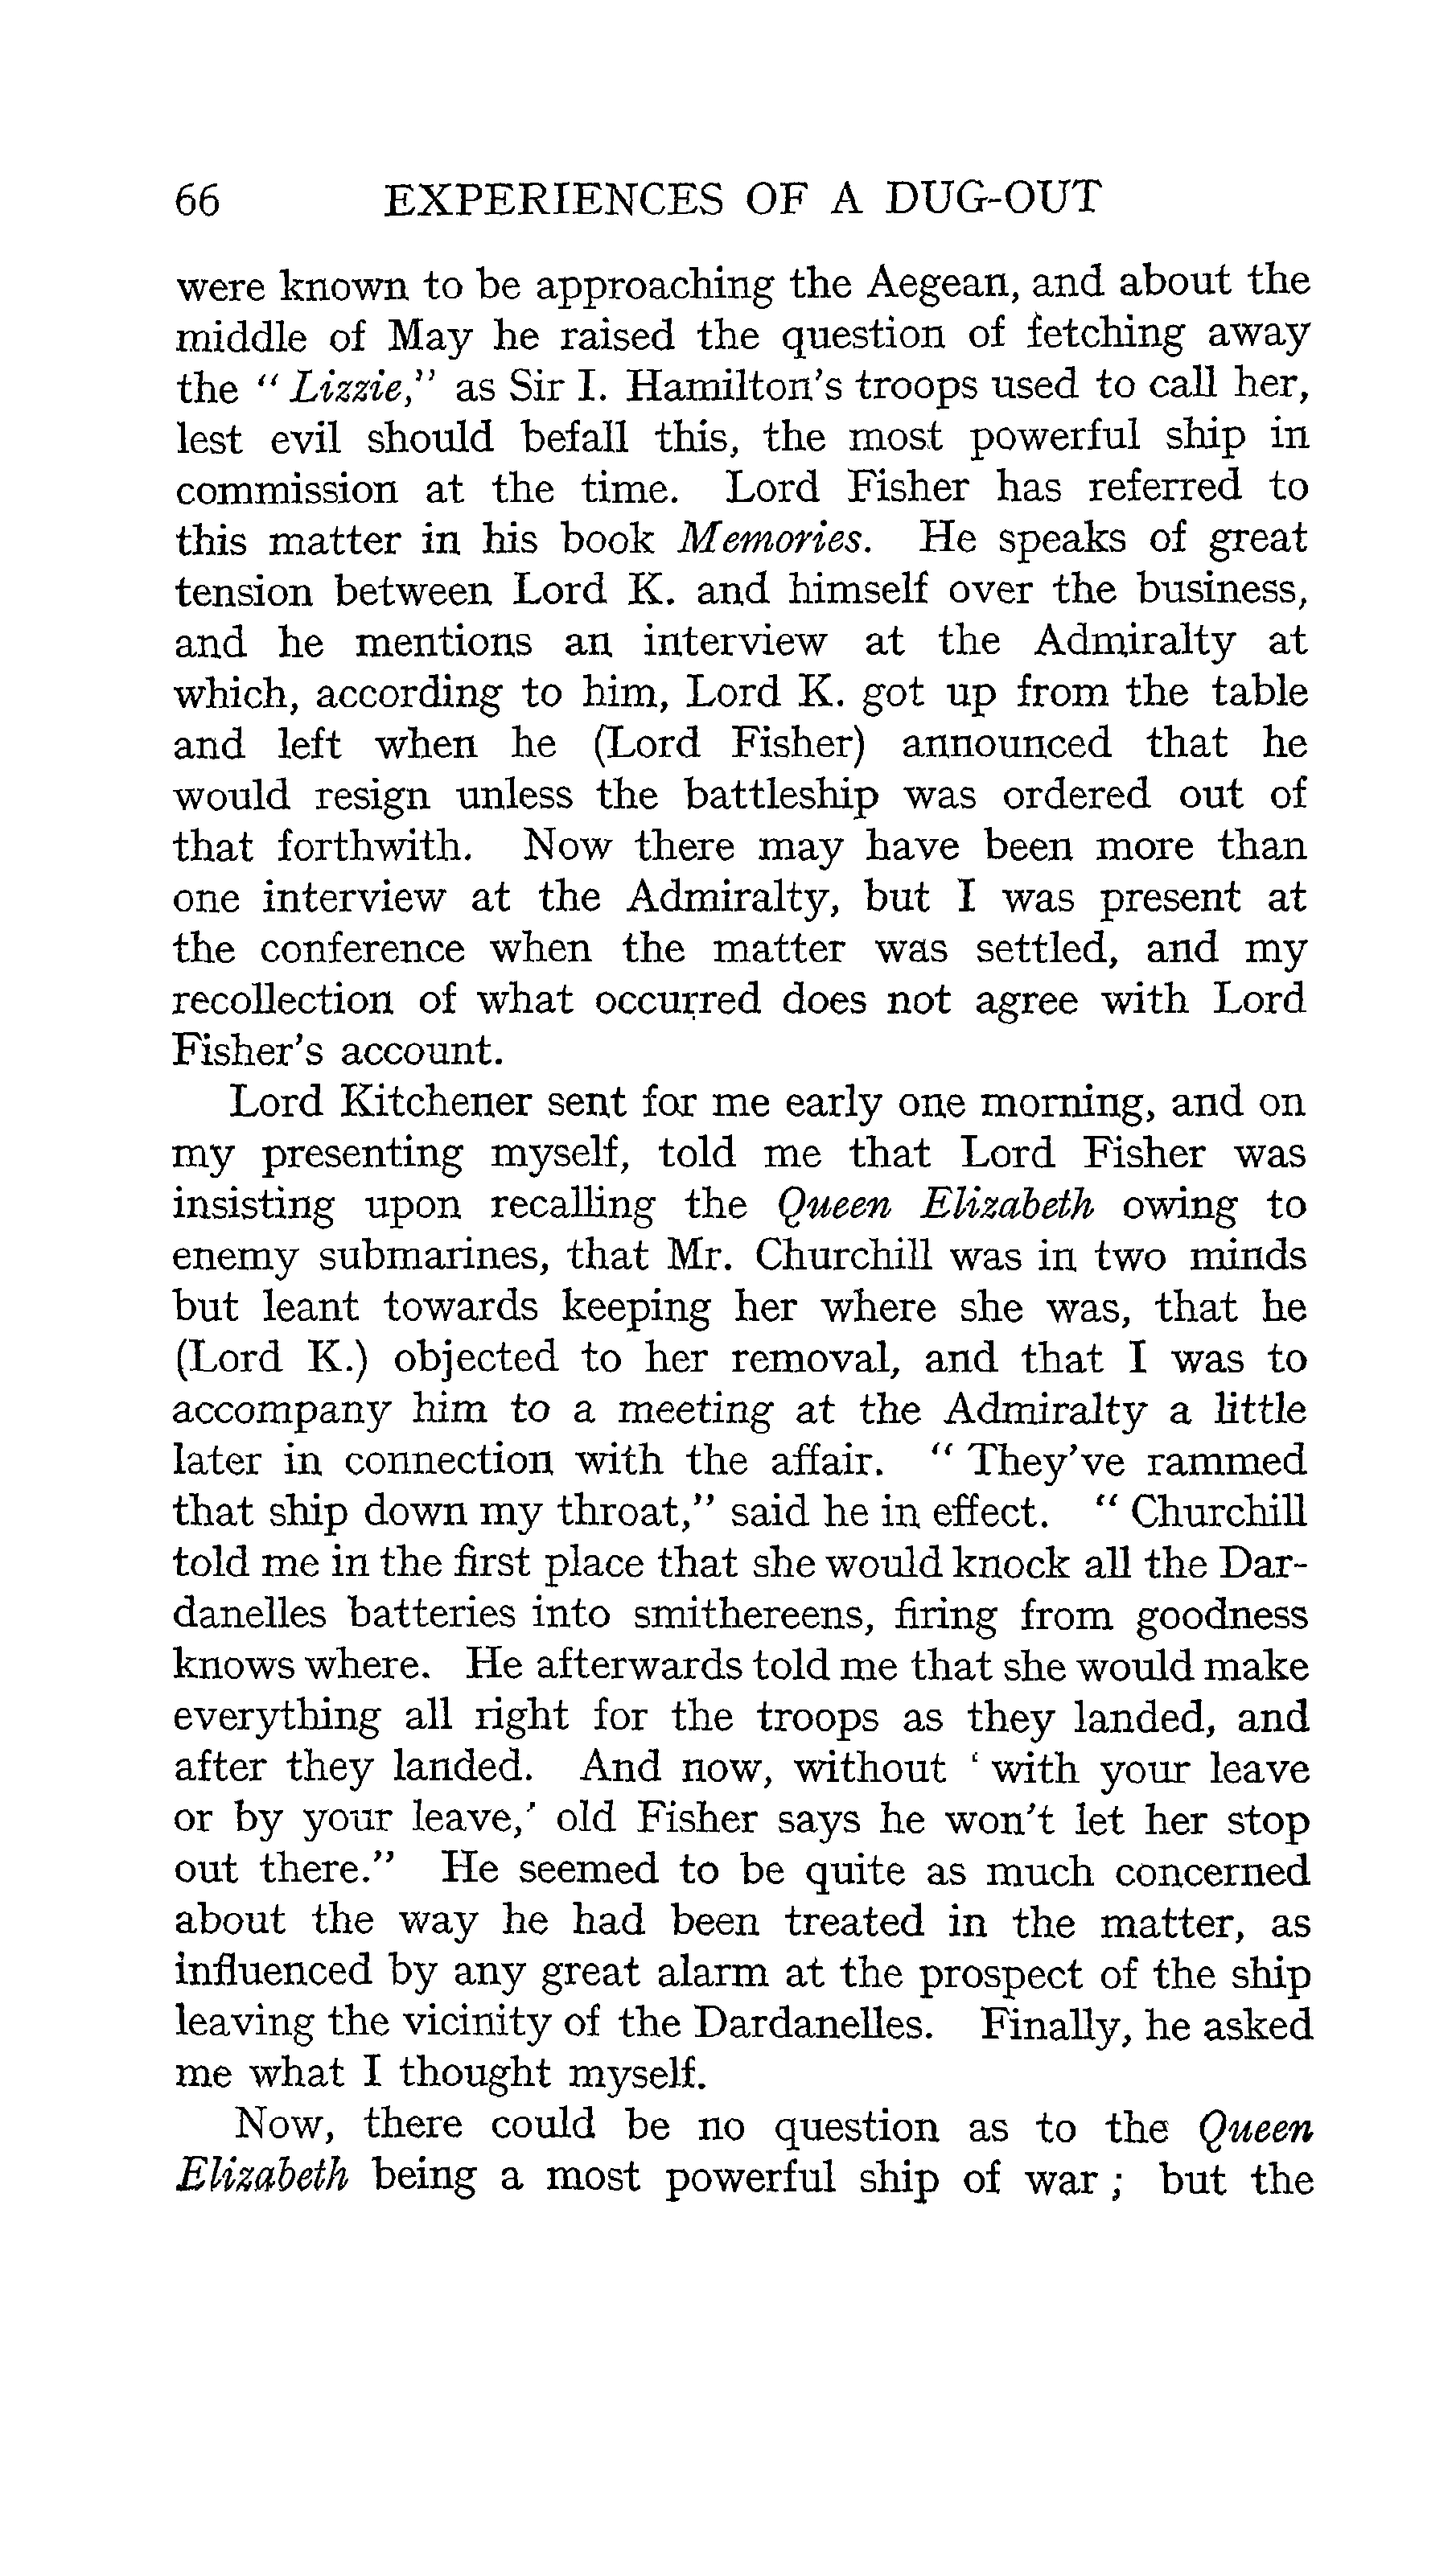 66 EXPERIENCES OF A DUG-OUT
were known to be approaching the Aegean, and about the
middle of May he raised the question of fetching away
the “ Lizzie,” as Sir I. Hamilton’s troops used to call her,
lest evil should befall this, the most powerful ship in
commission at the time. Lord Fisher has referred to
this matter in his book Memories. He speaks of great
tension between Lord K. and himself over the business,
and he mentions an interview at the Admiralty at
which, according to him, Lord K. got up from the table
and left when he (Lord Fisher) announced that he
would resign unless the battleship was ordered out of
that forthwith. Now there may have been more than
one interview at the Admiralty, but I was present at
the conference when the matter was settled, and my
recollection of what occurred does not agree with Lord
Fisher’s account.
Lord Kitchener sent for me early one morning, and on
my presenting myself, told me that Lord Fisher was
insisting upon recalling the Queen Elizabeth owing to
enemy submarines, that Mr. Churchill was in two minds
but leant towards keeping her where she was, that he
(Lord K.) objected to her removal, and that I was to
accompany him to a meeting at the Admiralty a little
later in connection with the affair. “ They’ve rammed
that ship down my throat,” said he in effect. “ Churchill
told me in the first place that she would knock all the Dar-
danelles batteries into smithereens, firing from goodness
knows where. He afterwards told me that she would make
everything all right for the troops as they landed, and
after they landed. And now, without ‘ with your leave
or by your leave,’ old Fisher says he won’t let her stop
out there.” He seemed to be quite as much concerned
about the way he had been treated in the matter, as
influenced by any great alarm at the prospect of the ship
leaving the vicinity of the Dardanelles. Finally, he asked
me what I thought myself.
Now, there could be no question as to the Queen
Elizabeth being a most powerful ship of war ; but the